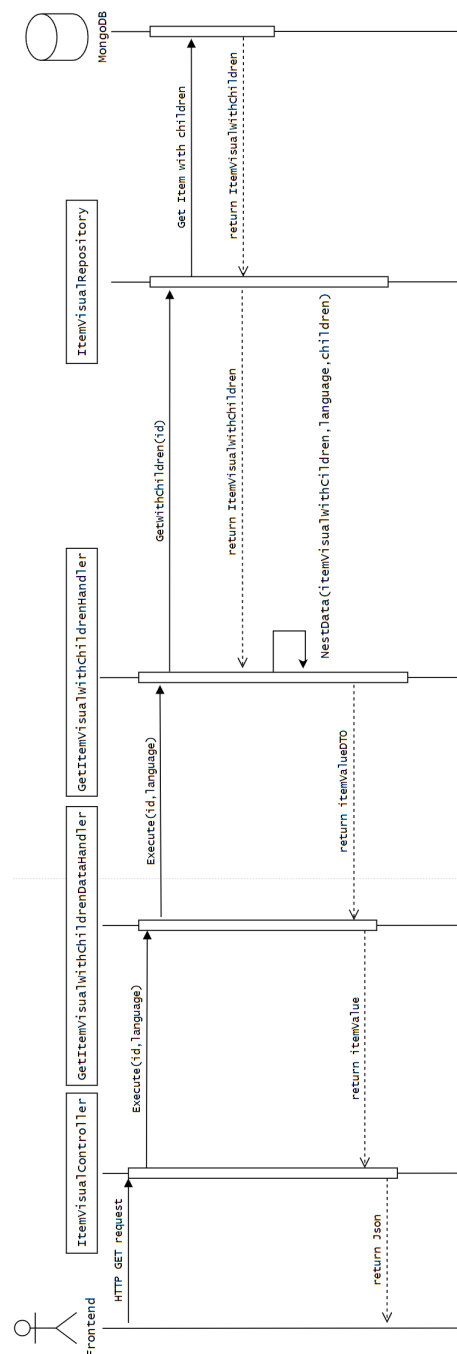 Frontend
ItemVisualController
GetItemVisualWithChildrenDataHandler
GetItemVisualWithChildrenHandler
ItemVisualRepository
MongoDB
HTTP GET request
Execute(id,language)
Execute(id,language)
GetWithChildren(id)
Get Item with children
return ItemVisualWithChildren
return ItemVisualWithChildren
NestData(itemVisualWithCildren,language,children)
return itemValueDTO
return itemValue
return Json